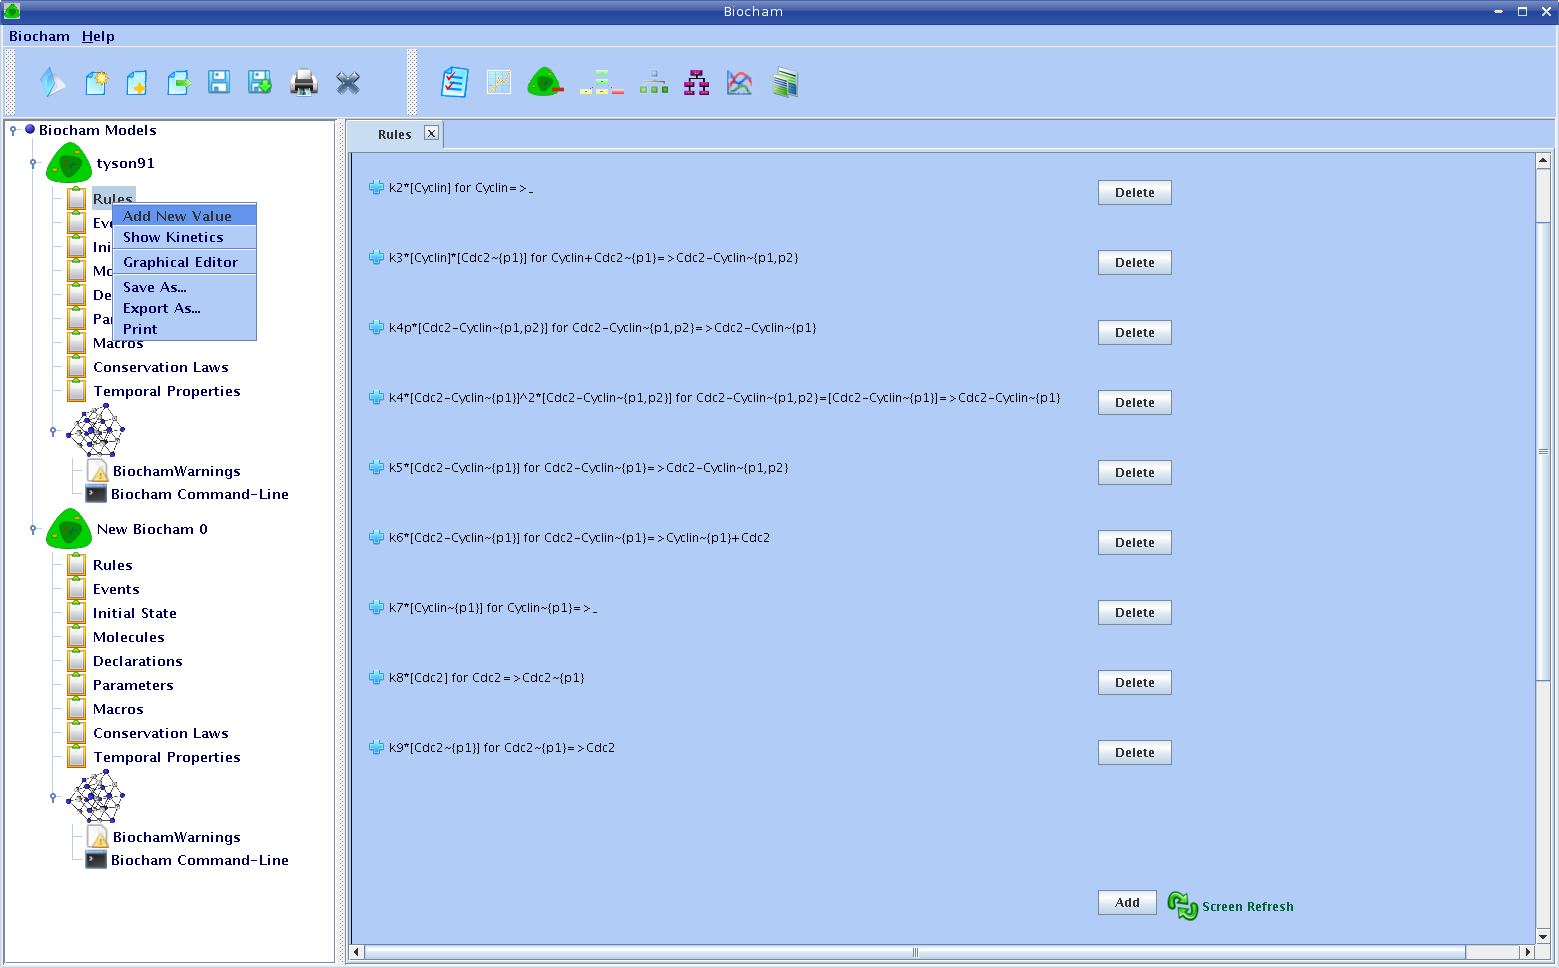 Biocham
Biocham Help
Biocham Models
tyson91
Rules
Add New Value
Show Kinetics
Graphical Editor
Save As...
Export As...
Print
Macros
Conservation Laws
Temporal Properties
BiochamWarnings
Biocham Command-Line
New Biocham 0
Rules
Events
Initial State
Molecules
Declarations
Parameters
Macros
Conservation Laws
Temporal Properties
BiochamWarnings
Biocham Command-Line
Rules
k2*[Cyclin] for Cyclin=>_
Delete
k3*[Cyclin]*[Cdc2~{p1}] for Cyclin+Cdc2~{p1}=>Cdc2-Cyclin~{p1,p2}
Delete
k4p*[Cdc2-Cyclin~{p1,p2}] for Cdc2-Cyclin~{p1,p2}=>Cdc2-Cyclin~{p1}
Delete
k4*[Cdc2-Cyclin~{p1}]^2*[Cdc2-Cyclin~{p1,p2}] for Cdc2-Cyclin~{p1,p2}=[Cdc2-Cyclin~{p1}]=>Cdc2-Cyclin~{p1}
Delete
k5*[Cdc2-Cyclin~{p1}] for Cdc2-Cyclin~{p1}=>Cdc2-Cyclin~{p1,p2}
Delete
k6*[Cdc2-Cyclin~{p1}] for Cdc2-Cyclin~{p1}=>Cyclin~{p1}+Cdc2
Delete
k7*[Cyclin~{p1}] for Cyclin~{p1}=>_
Delete
k8*[Cdc2] for Cdc2=>Cdc2~{p1}
Delete
k9*[Cdc2~{p1}] for Cdc2~{p1}=>Cdc2
Delete
Add
Screen Refresh